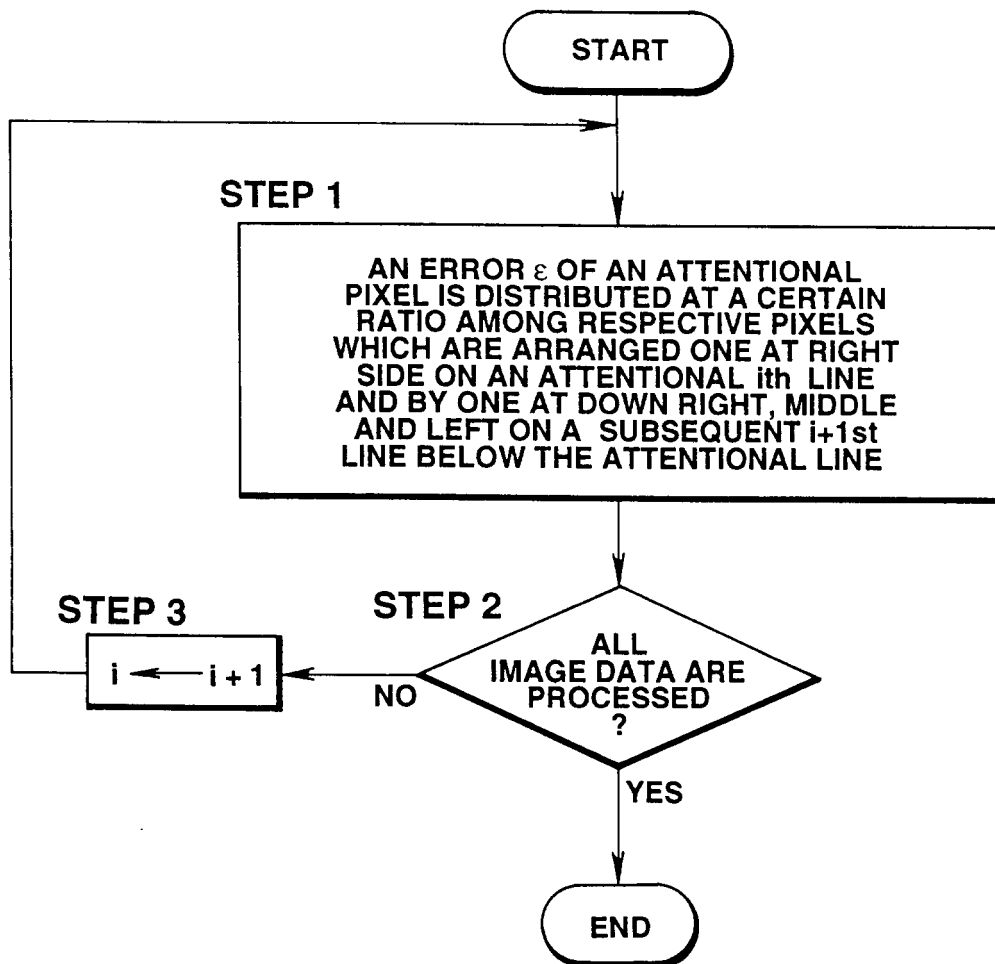 START
STEP 1
AN ERROR ε OF AN ATTENTIONAL
PIXEL IS DISTRIBUTED AT A CERTAIN
RATIO AMONG RESPECTIVE PIXELS
WHICH ARE ARRANGED ONE AT RIGHT
SIDE ON AN ATTENTIONAL ith LINE
AND BY ONE AT DOWN RIGHT, MIDDLE
AND LEFT ON A SUBSEQUENT i+1st
LINE BELOW THE ATTENTIONAL LINE
STEP 2
ALL
IMAGE DATA ARE
PROCESSED
?
NO
STEP 3
i ← i + 1
YES
END